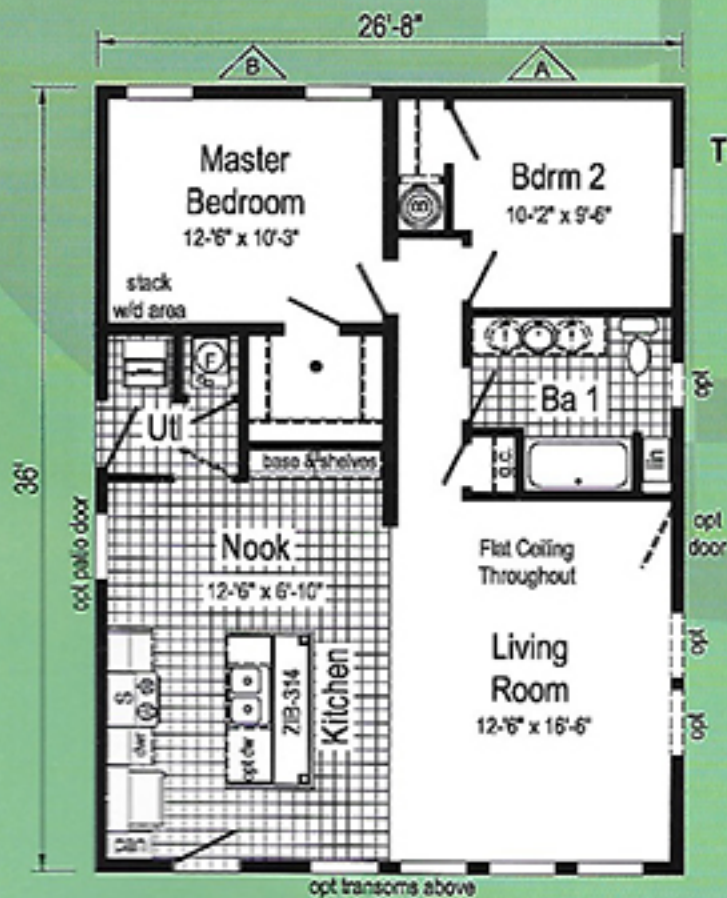 26'-8"
B
A
T
Master
Bedroom
12-'6" x 10'-3"
stack
w/d area
Bdrm 2
10-'2" x 9'-6"
36'
F
Utl
Ba 1
opt
base & shelves
lin
opt
door
opt patio door
Nook
12-'6" x 6'-10"
Flat Ceiling
Throughout
Kitchen
S
dwr
opt dw
pan
Living
Room
12-'6" x 16'-6"
opt
opt
opt transoms above